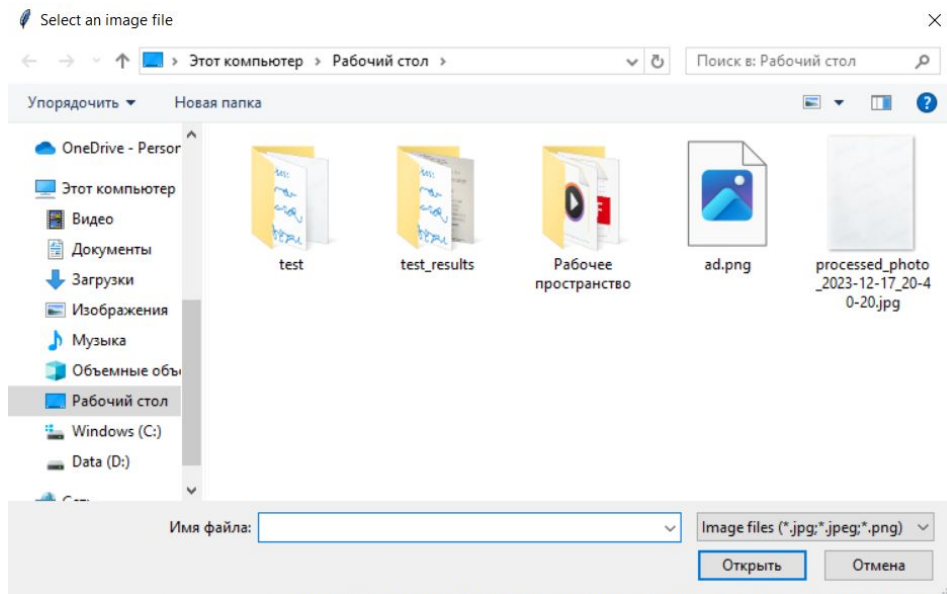 Select an image file
Этот компьютер › Рабочий стол ›
Поиск в: Рабочий стол
Упорядочить
Новая папка
OneDrive - Person
Этот компьютер
Видео
Документы
Загрузки
Изображения
Музыка
Объемные объ
Рабочий стол
Windows (C:)
Data (D:)
test
test_results
Рабочее
пространство
ad.png
processed_photo
_2023-12-17_20-4
0-20.jpg
Имя файла:
Image files (*.jpg;*.jpeg;*.png)
Открыть
Отмена